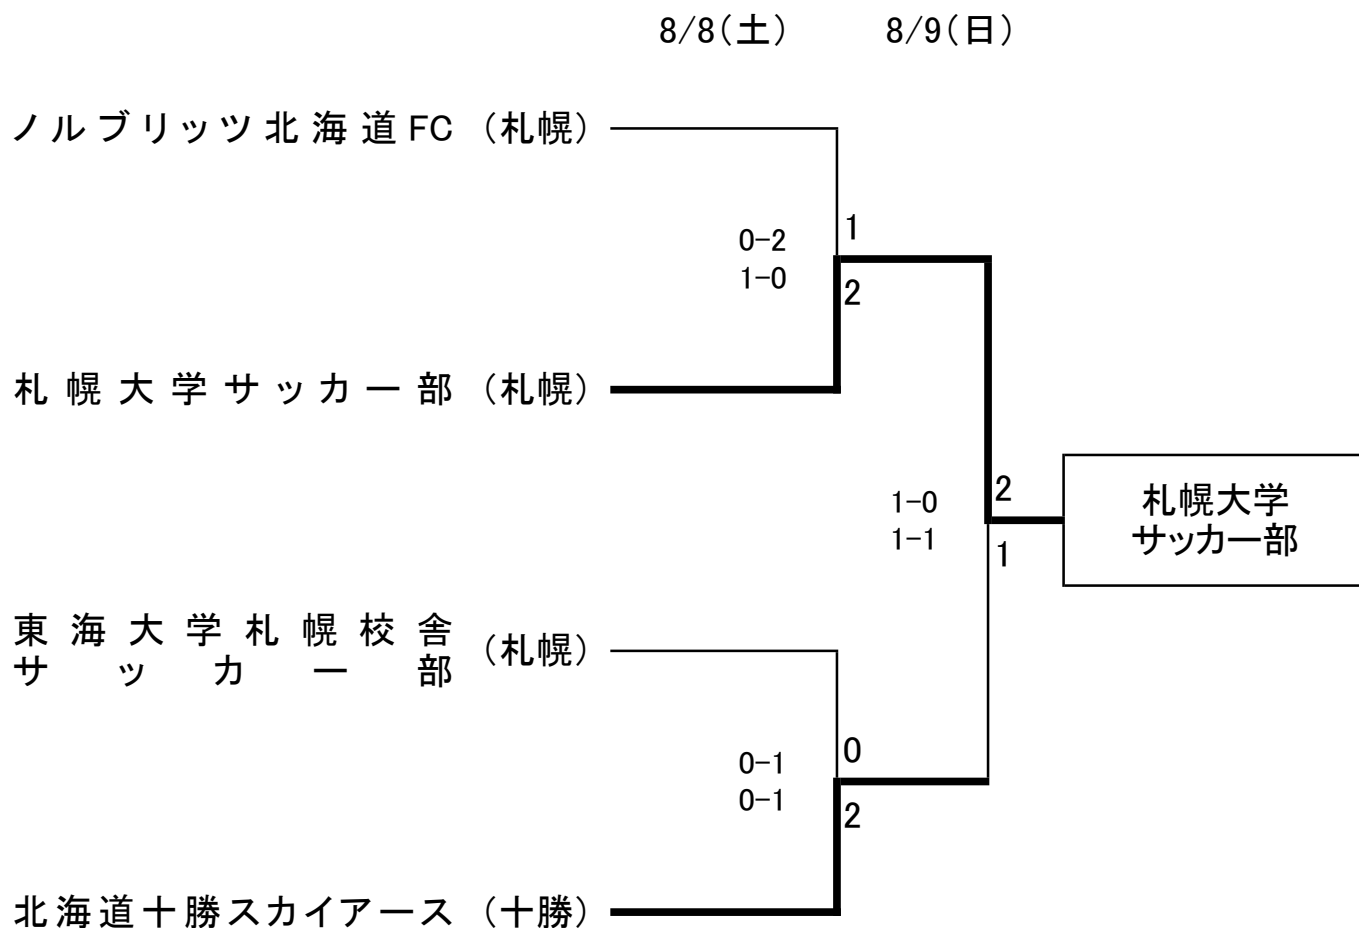 8/8(土) 8/9(日)
ノルブリッツ北海道FC (札幌)
1
0-2
1-0
2
札幌大学サッカー部 (札幌)
2
1-0
1-1
1
札幌大学
サッカー部
東海大学札幌校舎
サッカー部
(札幌)
0
0-1
0-1
2
北海道十勝スカイアース (十勝)